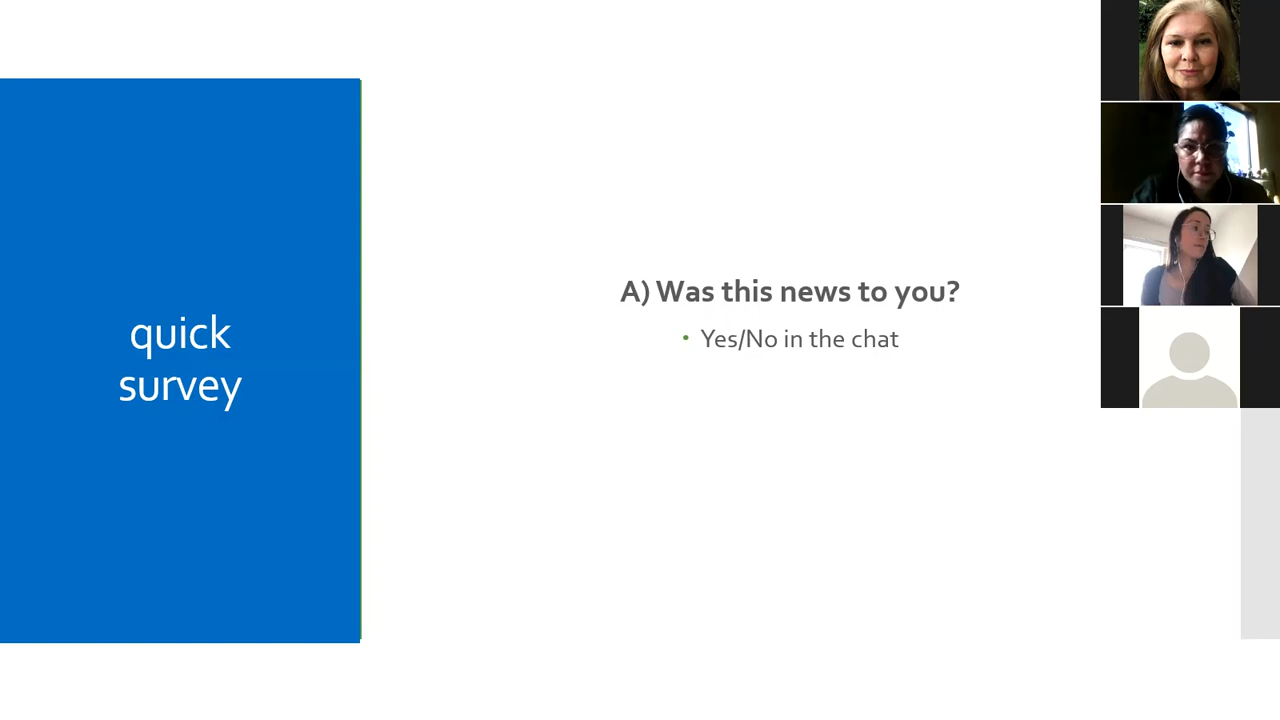 quick
survey
A) Was this news to you?
• Yes/No in the chat